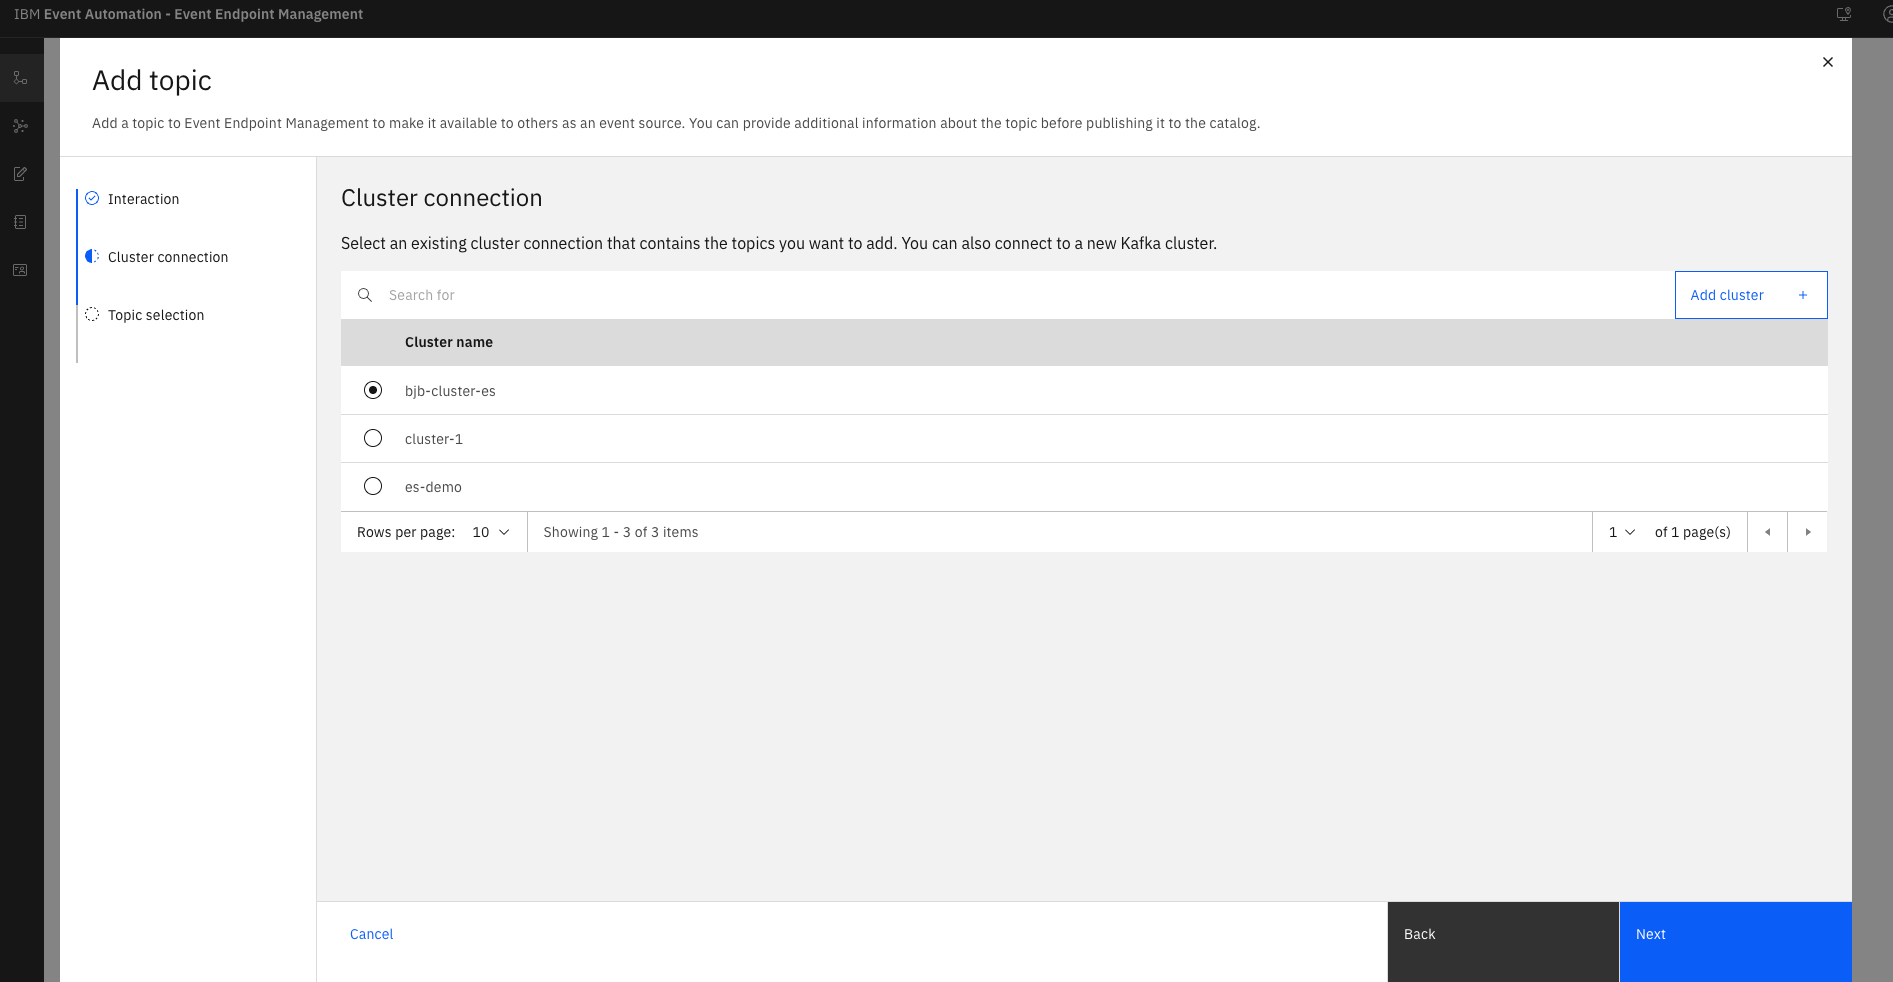 IBM Event Automation - Event Endpoint Management
Add topic
Add a topic to Event Endpoint Management to make it available to others as an event source. You can provide additional information about the topic before publishing it to the catalog.
Interaction
Cluster connection
Topic selection
Cluster connection
Select an existing cluster connection that contains the topics you want to add. You can also connect to a new Kafka cluster.
Search for
Add cluster +
Cluster name
bjb-cluster-es
cluster-1
es-demo
Rows per page: 10 Showing 1 - 3 of 3 items 1 of 1 page(s)
Cancel Back Next